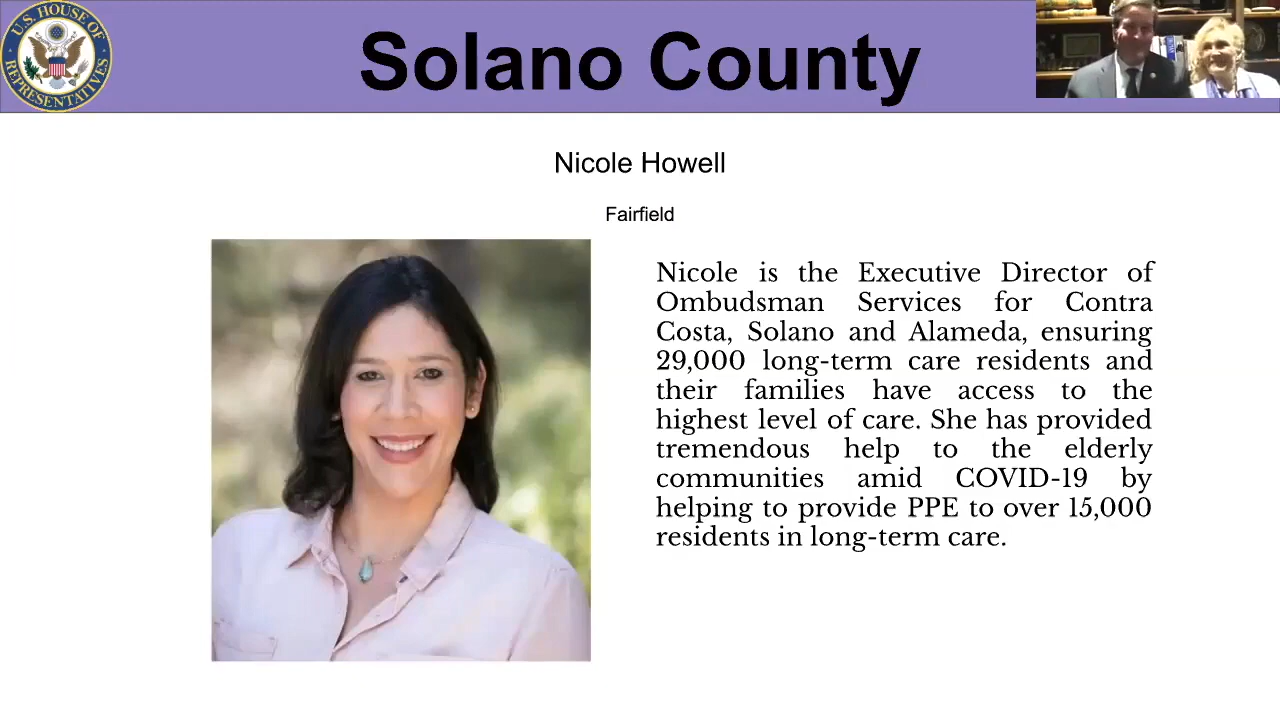 U.S. HOUSE OF
REPRESENTATIVES
Solano County
Nicole Howell
Fairfield
Nicole is the Executive Director of
Ombudsman Services for Contra
Costa, Solano and Alameda, ensuring
29,000 long-term care residents and
their families have access to the
highest level of care. She has provided
tremendous help to the elderly
communities amid COVID-19 by
helping to provide PPE to over 15,000
residents in long-term care.